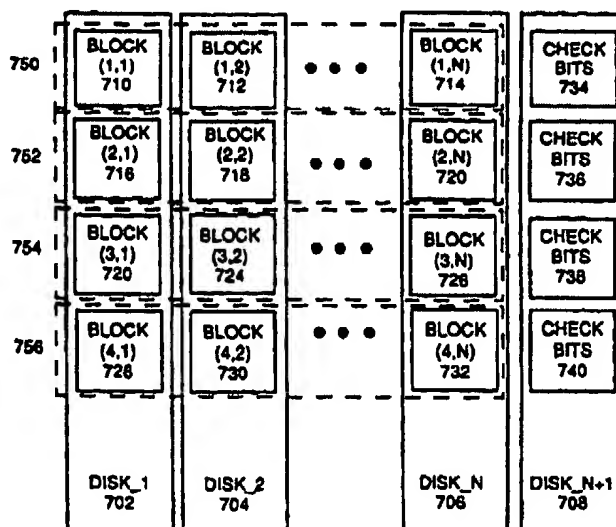 750
BLOCK
(1,1)
710
BLOCK
(1,2)
712
BLOCK
(1,N)
714
CHECK
BITS
734
752
BLOCK
(2,1)
716
BLOCK
(2,2)
718
BLOCK
(2,N)
720
CHECK
BITS
736
754
BLOCK
(3,1)
720
BLOCK
(3,2)
724
BLOCK
(3,N)
726
CHECK
BITS
738
756
BLOCK
(4,1)
728
BLOCK
(4,2)
730
BLOCK
(4,N)
732
CHECK
BITS
740
DISK_1
702
DISK_2
704
DISK_N
706
DISK_N+1
708